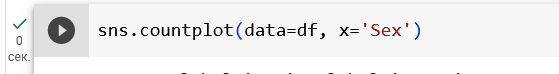 sns.countplot(data=df, x='Sex')
0
сек.